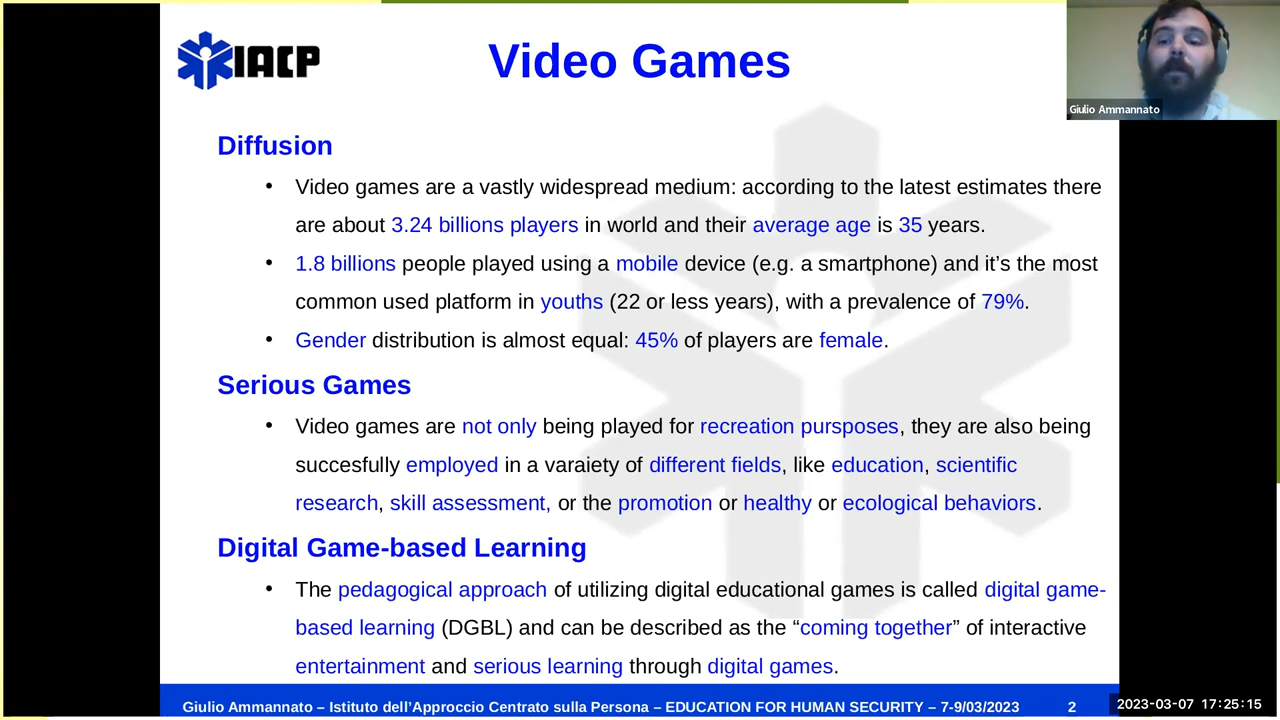 IACP
Video Games
Giulio Ammannato
Diffusion
• Video games are a vastly widespread medium: according to the latest estimates there
are about 3.24 billions players in world and their average age is 35 years.
• 1.8 billions people played using a mobile device (e.g. a smartphone) and it’s the most
common used platform in youths (22 or less years), with a prevalence of 79%.
• Gender distribution is almost equal: 45% of players are female.
Serious Games
• Video games are not only being played for recreation pursposes, they are also being
succesfully employed in a varaiety of different fields, like education, scientific
research, skill assessment, or the promotion or healthy or ecological behaviors.
Digital Game-based Learning
• The pedagogical approach of utilizing digital educational games is called digital game-
based learning (DGBL) and can be described as the “coming together” of interactive
entertainment and serious learning through digital games.
Giulio Ammannato – Istituto dell’Approccio Centrato sulla Persona – EDUCATION FOR HUMAN SECURITY – 7-9/03/2023 2
2023-03-07 17:25:15